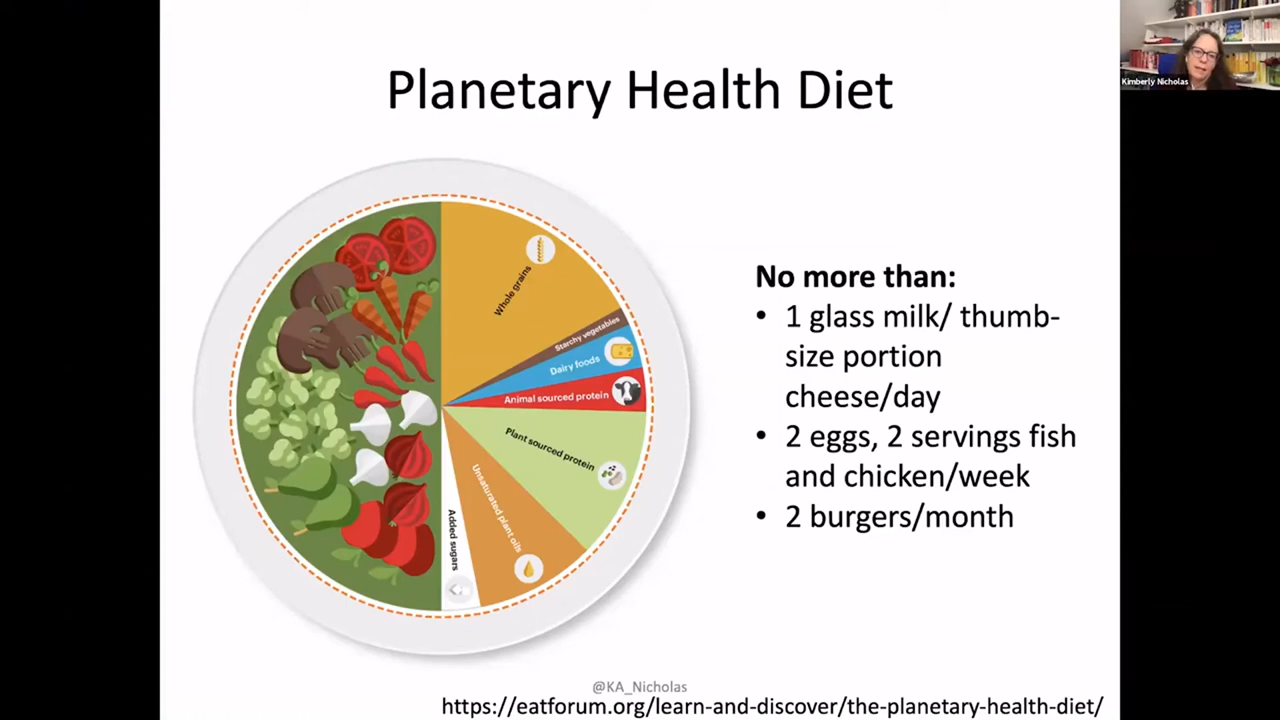 Planetary Health Diet
Kimberly Nicholas
Whole grains
Starchy vegetables
Dairy foods
Animal sourced protein
Plant sourced protein
Unsaturated plant oils
Added sugars
No more than:
• 1 glass milk/ thumb-
size portion
cheese/day
• 2 eggs, 2 servings fish
and chicken/week
• 2 burgers/month
@KA_Nicholas
https://eatforum.org/learn-and-discover/the-planetary-health-diet/